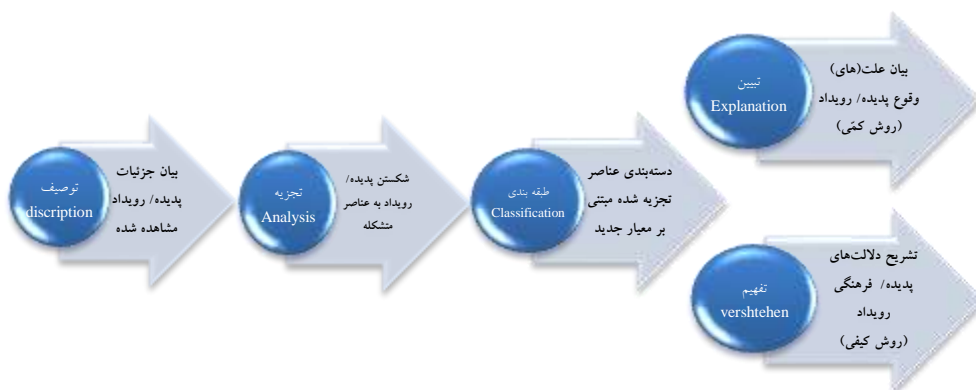 توصیف
discription
بیان جزئیات
پدیده/ رویداد
مشاهده شده
تجزیه
Analysis
شکستن پدیده/
رویداد به عناصر
متشکله
طبقه بندی
Classification
دسته‌بندی عناصر
تجزیه شده مبتنی
بر معیار جدید
تبیین
Explanation
بیان علت(های)
وقوع پدیده/ رویداد
(روش کمّی)
تفهیم
vershtehen
تشریح دلالت‌های
پدیده/ فرهنگی
رویداد
(روش کیفی)